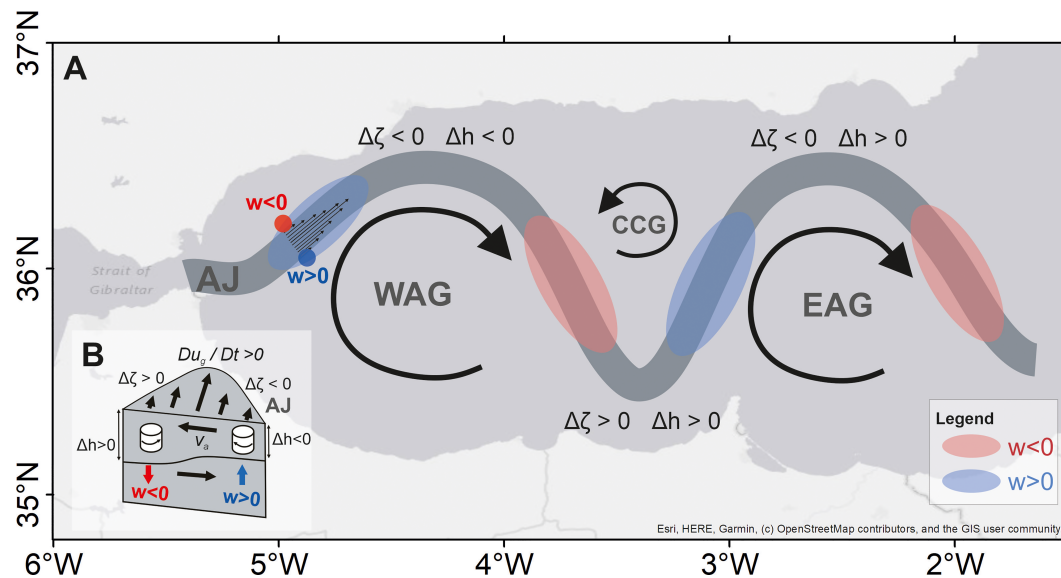 37°N
A
Δζ < 0 Δh < 0
Δζ < 0 Δh > 0
w<0
CCG
36°N
Strait of
Gibraltar
AJ
w>0
WAG
EAG
B
Du_g / Dt >0
Δζ > 0
Δζ < 0
AJ
Δh>0
v_a
Δh<0
w<0
w>0
Δζ > 0 Δh > 0
Legend
w<0
w>0
35°N
Esri, HERE, Garmin, (c) OpenStreetMap contributors, and the GIS user community
6°W
5°W
4°W
3°W
2°W